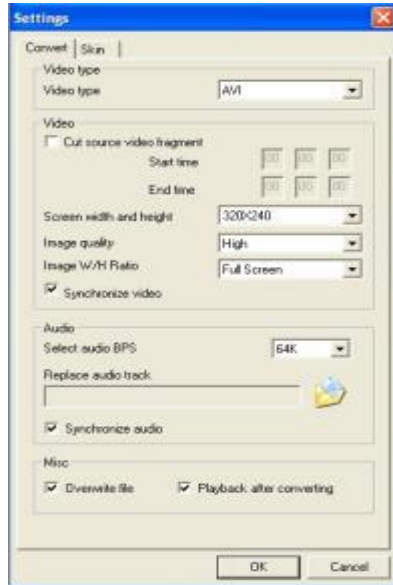 Settings
Convert Skin
Video type
Video type AVI
Video
Cut source video fragment
Start time 00 00 00
End time 00 00 00
Screen width and height 320X240
Image quality High
Image W/H Ratio Full Screen
Synchronize video
Audio
Select audio BPS 64K
Replace audio track
Synchronize audio
Misc
Overwrite file Playback after converting
OK Cancel